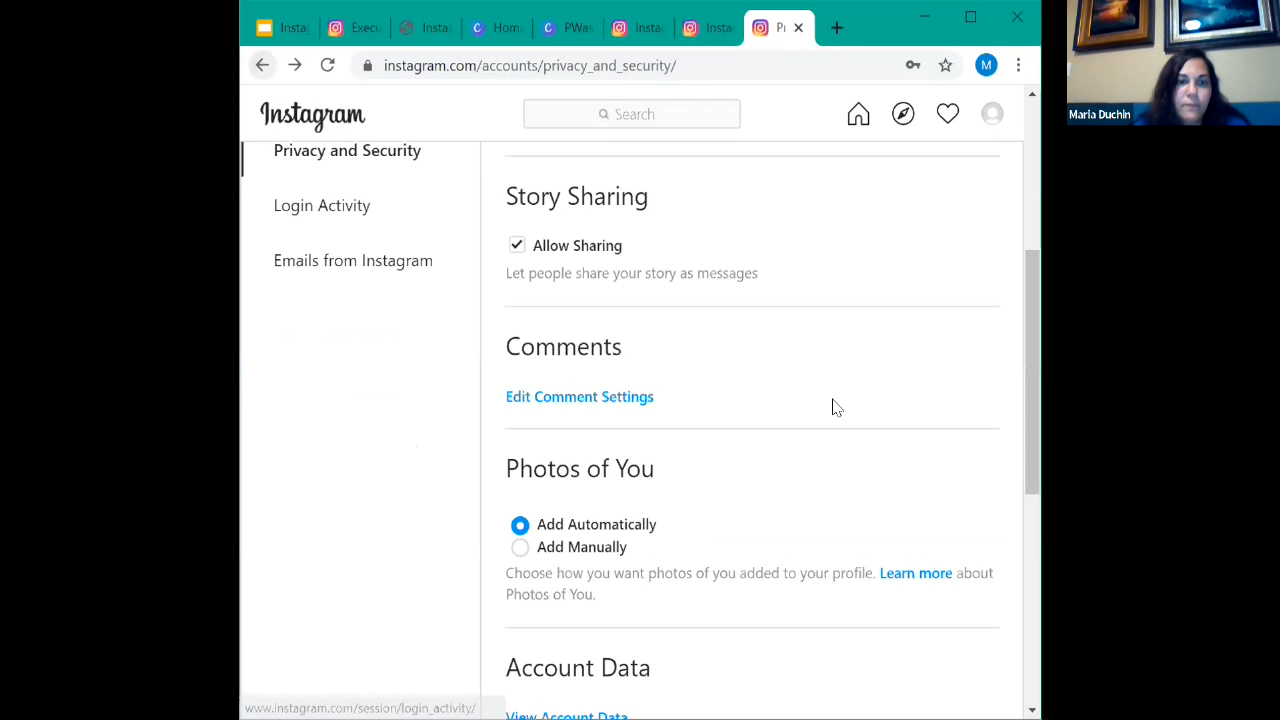 Insta
Execu
Insta
Hom
PWas
Insta
Insta
instagram.com/accounts/privacy_and_security/
M
Instagram
Search
Marla Duchin
Privacy and Security
Login Activity
Emails from Instagram
Story Sharing
Allow Sharing
Let people share your story as messages
Comments
Edit Comment Settings
Photos of You
Add Automatically
Add Manually
Choose how you want photos of you added to your profile. Learn more about
Photos of You.
Account Data
View Account Data
www.instagram.com/session/login_activity/